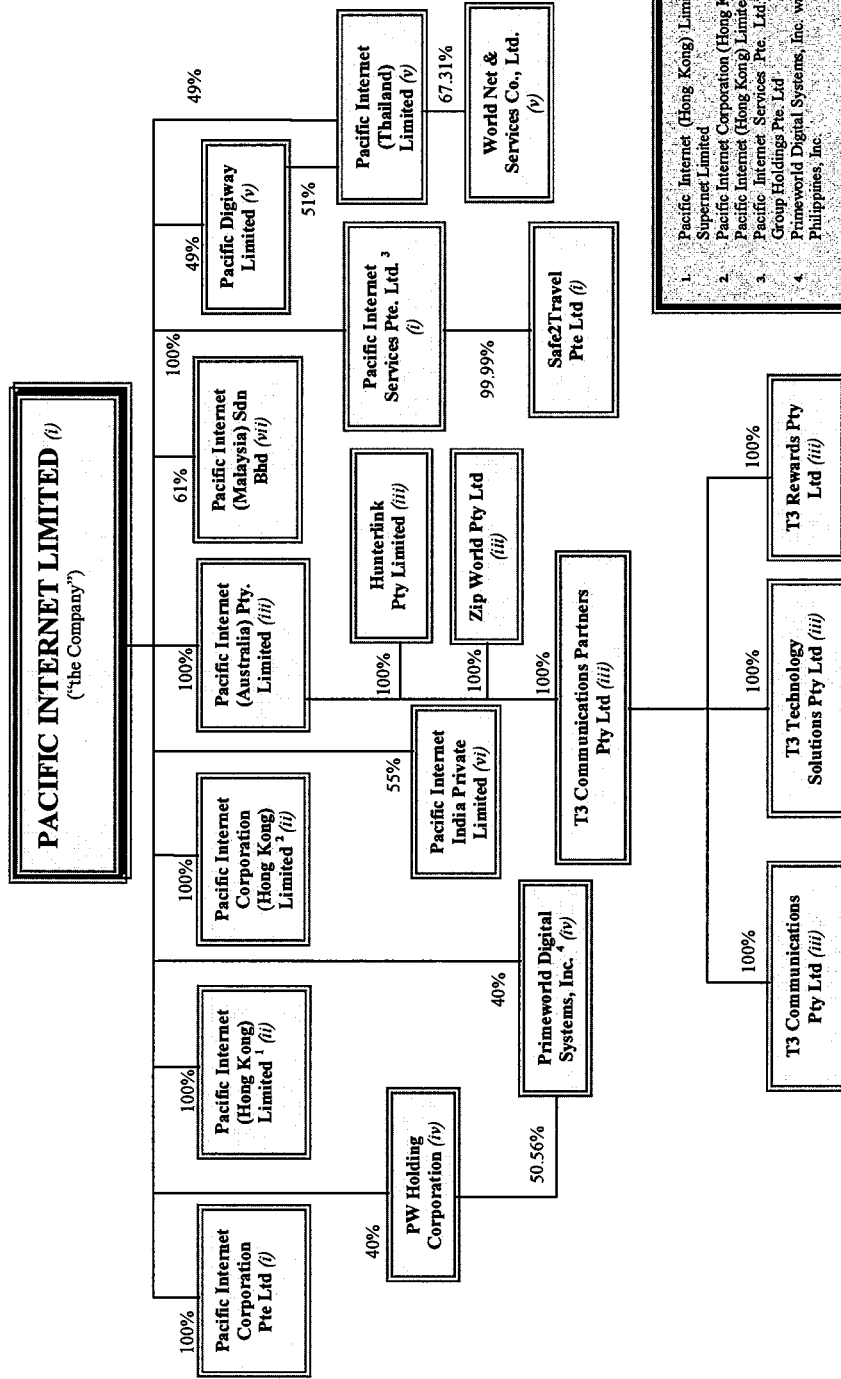 PACIFIC INTERNET LIMITED (i)
("the Company")
100%
Pacific Internet
Corporation
Pte Ltd (i)
100%
Pacific Internet
(Hong Kong)
Limited 1 (ii)
100%
Pacific Internet
Corporation
(Hong Kong)
Limited 2 (ii)
100%
Pacific Internet
(Australia) Pty.
Limited (iii)
61%
Pacific Internet
(Malaysia) Sdn
Bhd (vii)
100%
49%
Pacific Digiway
Limited (v)
49%
40%
PW Holding
Corporation (iv)
50.56%
40%
Primeworld Digital
Systems, Inc. 4 (iv)
55%
Pacific Internet
India Private
Limited (vi)
100%
Hunterlink
Pty Limited (iii)
100%
Zip World Pty Ltd
(iii)
100%
T3 Communications Partners
Pty Ltd (iii)
Pacific Internet
Services Pte. Ltd. 3
(i)
99.99%
Safe2Travel
Pte Ltd (i)
51%
Pacific Internet
(Thailand)
Limited (v)
67.31%
World Net &
Services Co., Ltd.
(v)
100%
T3 Communications
Pty Ltd (iii)
100%
T3 Technology
Solutions Pty Ltd (iii)
100%
T3 Rewards Pty
Ltd (iii)
1. Pacific Internet (Hong Kong)
Supernet Limited
2. Pacific Internet Corporation (Hong
Pacific Internet (Hong Kong) Limited
3. Pacific Internet Services Pte. Ltd
Group Holdings Pte. Ltd
4. Primeworld Digital Systems, Inc.
Philippines, Inc.